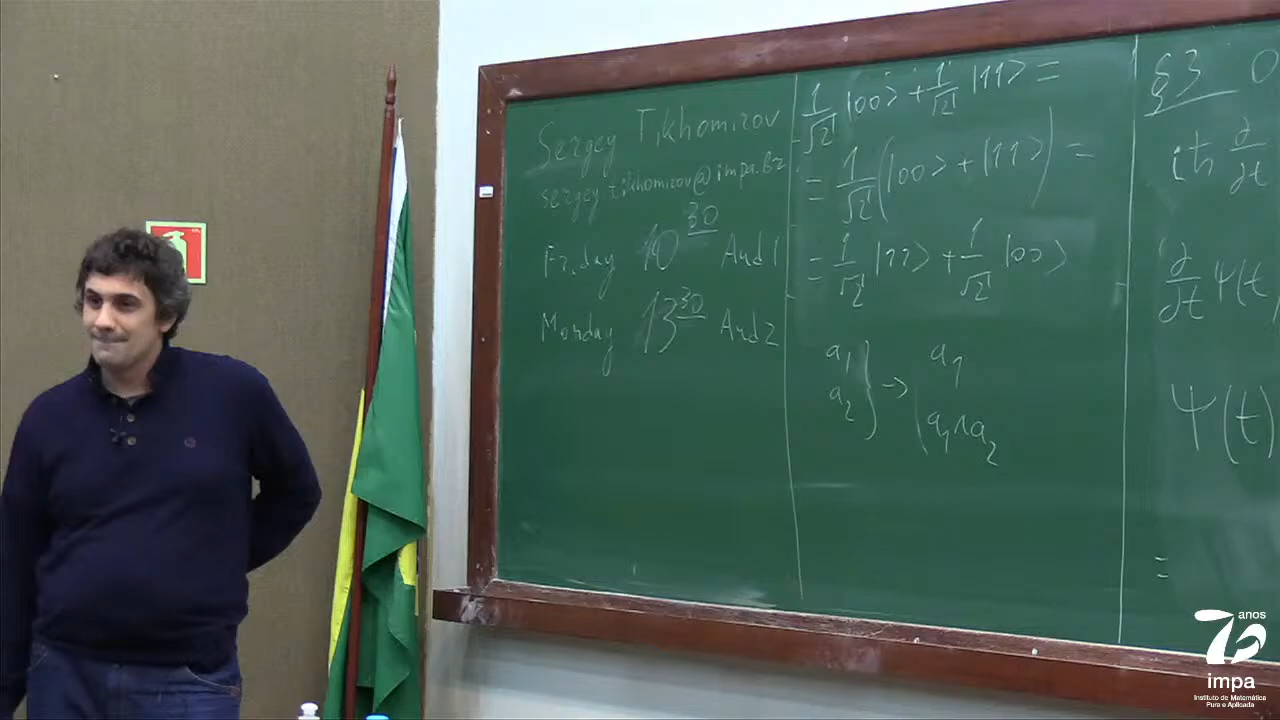 Sergey Tikhomirov
sergey.tikhomirov@impa.br
Friday 10³⁰ Aud 1
Monday 13³⁰ Aud 2
1/√2 |00> + 1/√2 |11> =
= 1/√2 (|00> + |11>) =
= 1/√2 |11> + 1/√2 |00>
a₁
a₂ } → ( a₁
a₁∧a₂
§3 0
iħ ∂/∂t
∂/∂t Ψ(t
Ψ(t)
=
70 anos
impa
Instituto de Matemática
Pura e Aplicada